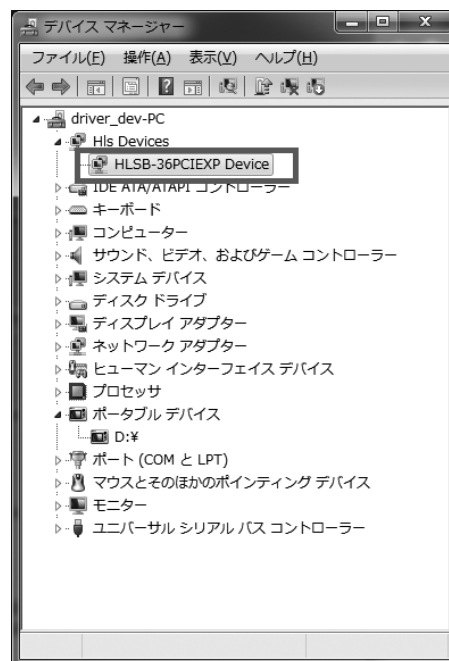 デバイス マネージャー
ファイル(F) 操作(A) 表示(V) ヘルプ(H)
driver_dev-PC
Hls Devices
HLSB-36PCIEXP Device
IDE ATA/ATAPI コントローラー
キーボード
コンピューター
サウンド、ビデオ、およびゲーム コントローラー
システム デバイス
ディスク ドライブ
ディスプレイ アダプター
ネットワーク アダプター
ヒューマン インターフェイス デバイス
プロセッサ
ポータブル デバイス
D:¥
ポート (COM と LPT)
マウスとそのほかのポインティング デバイス
モニター
ユニバーサル シリアル バス コントローラー